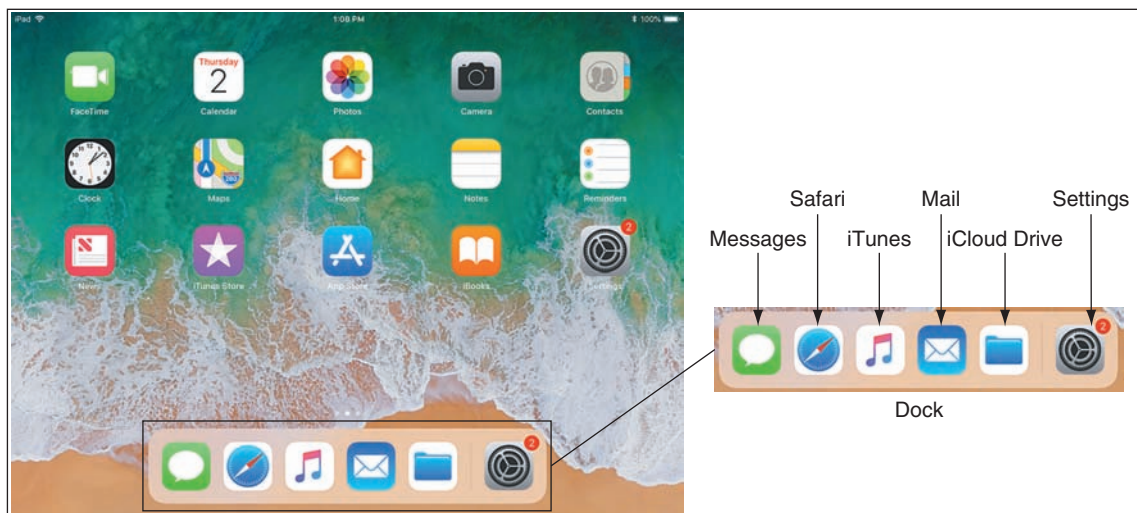 iPad 1:08 PM 100%
Thursday
2
FaceTime Calendar Photos Camera Contacts
280
Clock Maps Home Notes Reminders
2
News iTunes Store App Store iBooks Settings
2
Safari Mail Settings
Messages iTunes iCloud Drive
2
Dock